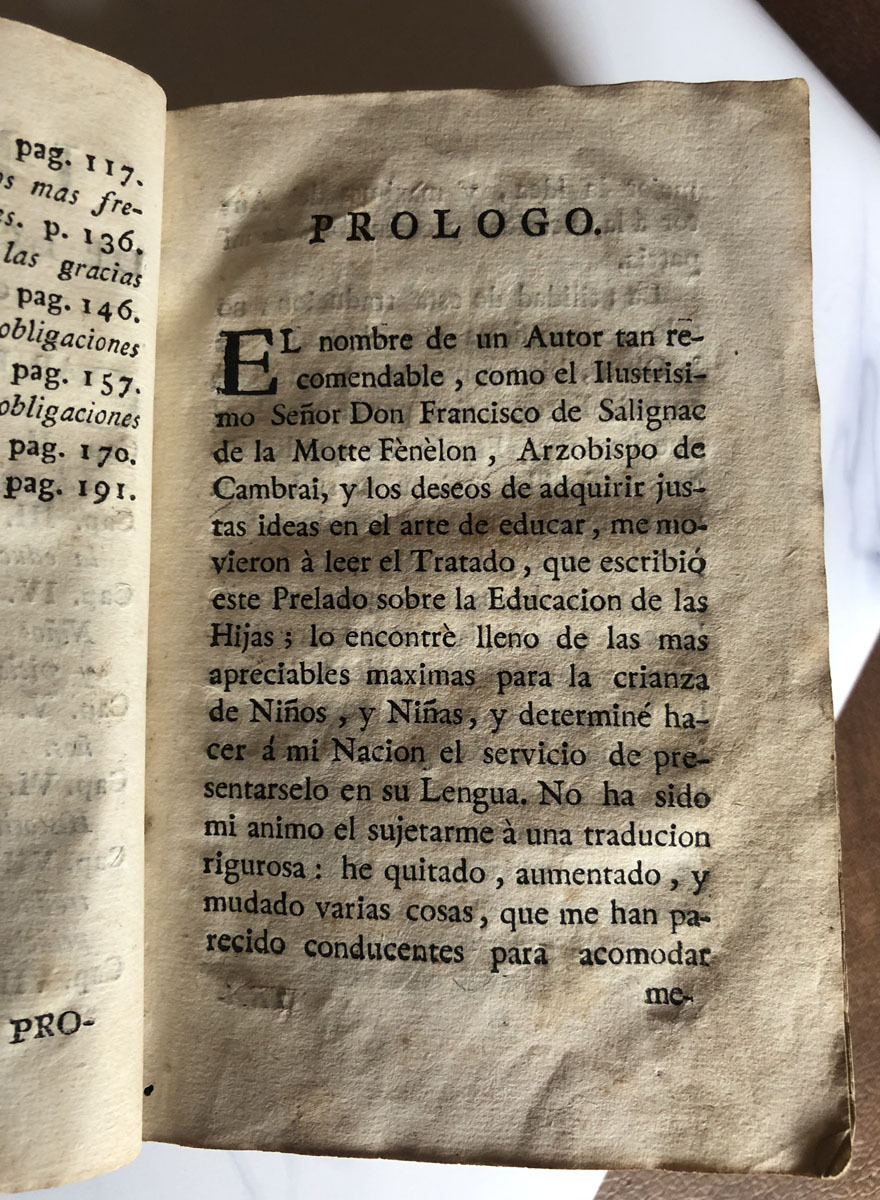 pag. 117.
os mas fre-
es. p. 136.
las gracias
pag. 146.
obligaciones
pag. 157.
obligaciones
pag. 170.
pag. 191.
PRO-
PROLOGO.
EL nombre de un Autor tan re-
comendable , como el Ilustrisi-
mo Señor Don Francisco de Salignac
de la Motte Fènèlon , Arzobispo de
Cambrai, y los deseos de adquirir jus-
tas ideas en el arte de educar , me mo-
vieron à leer el Tratado , que escribió
este Prelado sobre la Educacion de las
Hijas ; lo encontrè lleno de las mas
apreciables maximas para la crianza
de Niños , y Niñas, y determiné ha-
cer á mi Nacion el servicio de pre-
sentarselo en su Lengua. No ha sido
mi animo el sujetarme à una traducion
rigurosa : he quitado , aumentado , y
mudado varias cosas , que me han pa-
recido conducentes para acomodar
me-